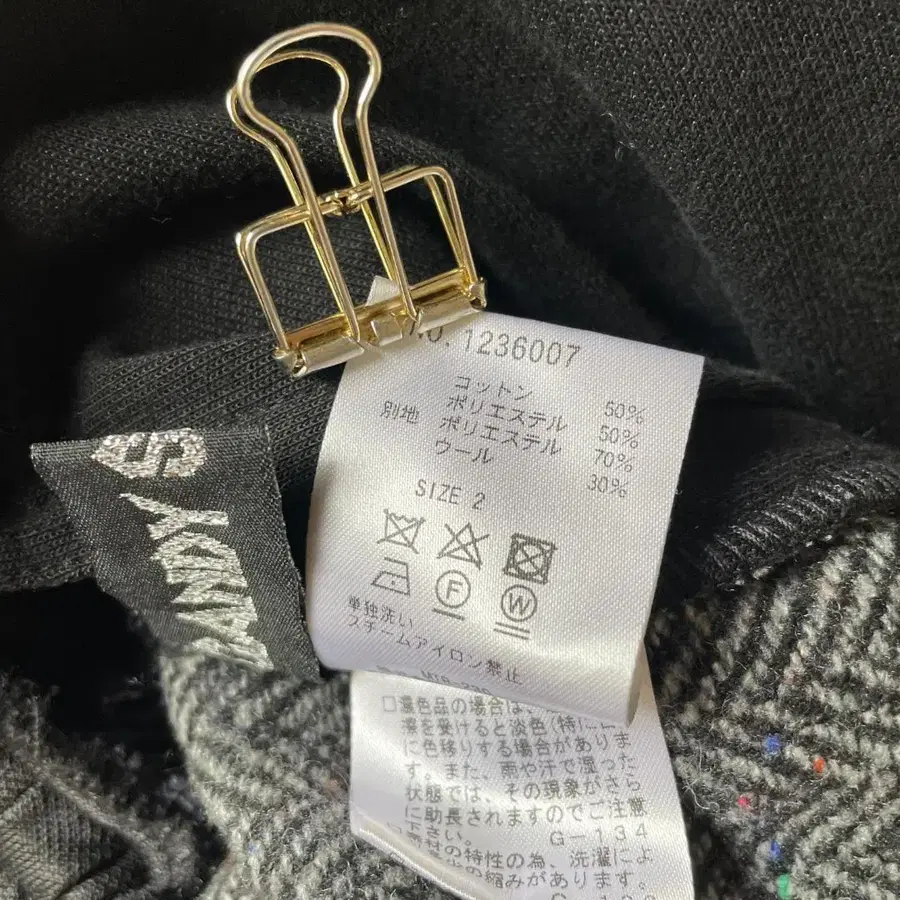 NO. 1236007
コットン 50%
ポリエステル 50%
別地 ポリエステル 70%
ウール 30%
SIZE 2
F W
単独洗い
スチームアイロン禁止
□濃色品の場合は、
擦を受けると淡色(特に
に色移りする場合がありま
す。また、雨や汗で湿った
状態では、その現象がさら
に助長されますのでご注意
下さい。 G-134
の特性の為、洗濯によ
の縮みがあります。